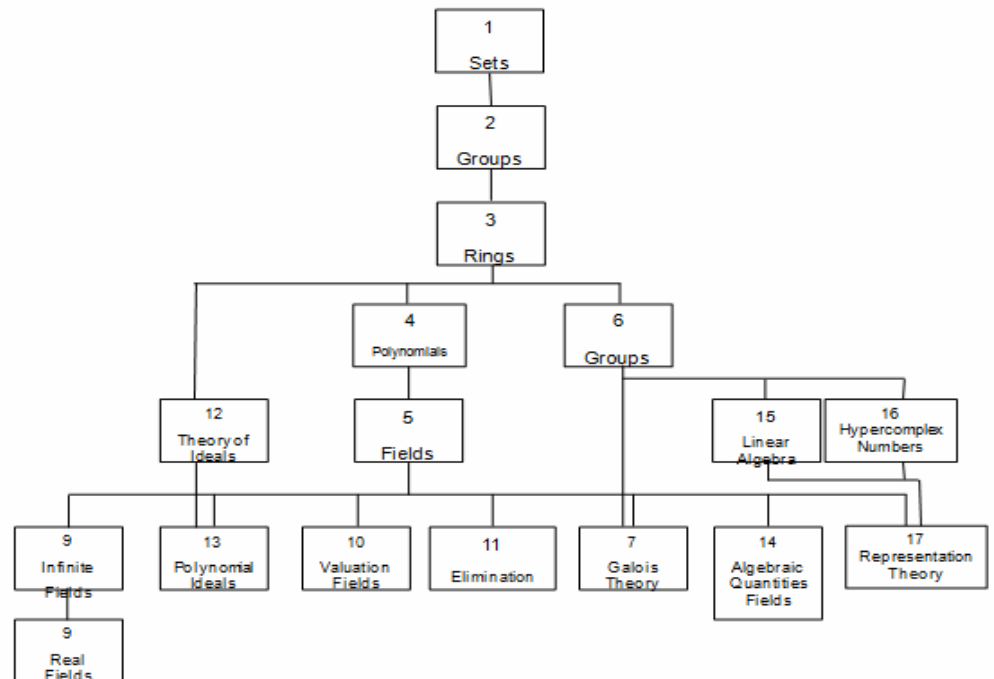 1
Sets
2
Groups
3
Rings
4
Polynomials
6
Groups
12
Theory of
Ideals
5
Fields
15
Linear
Algebra
16
Hypercomplex
Numbers
9
Infinite
Fields
13
Polynomial
Ideals
10
Valuation
Fields
11
Elimination
7
Galois
Theory
14
Algebraic
Quantities
Fields
17
Representation
Theory
9
Real
Fields